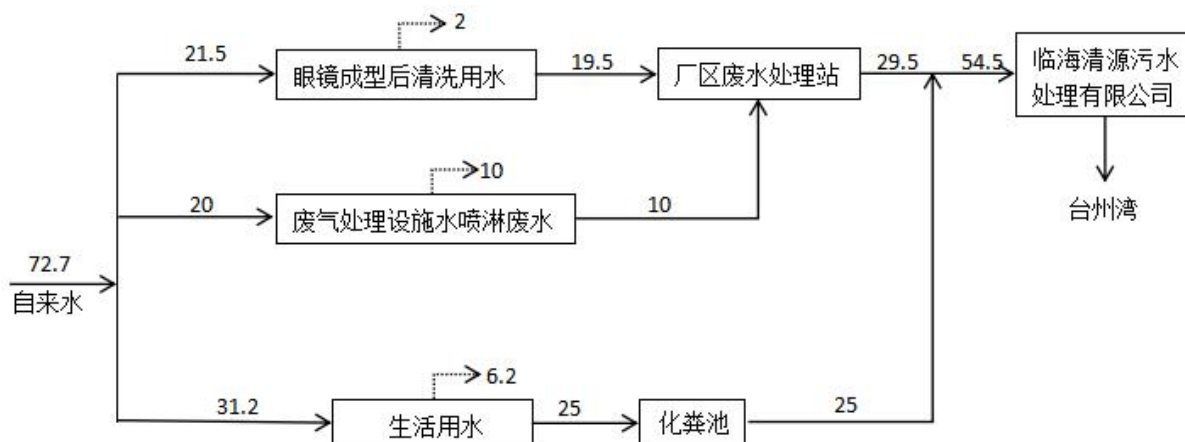 2
21.5
眼镜成型后清洗用水
19.5
厂区废水处理站
29.5
54.5
临海清源污水
处理有限公司
10
20
废气处理设施水喷淋废水
10
台州湾
72.7
自来水
6.2
31.2
生活用水
25
化粪池
25